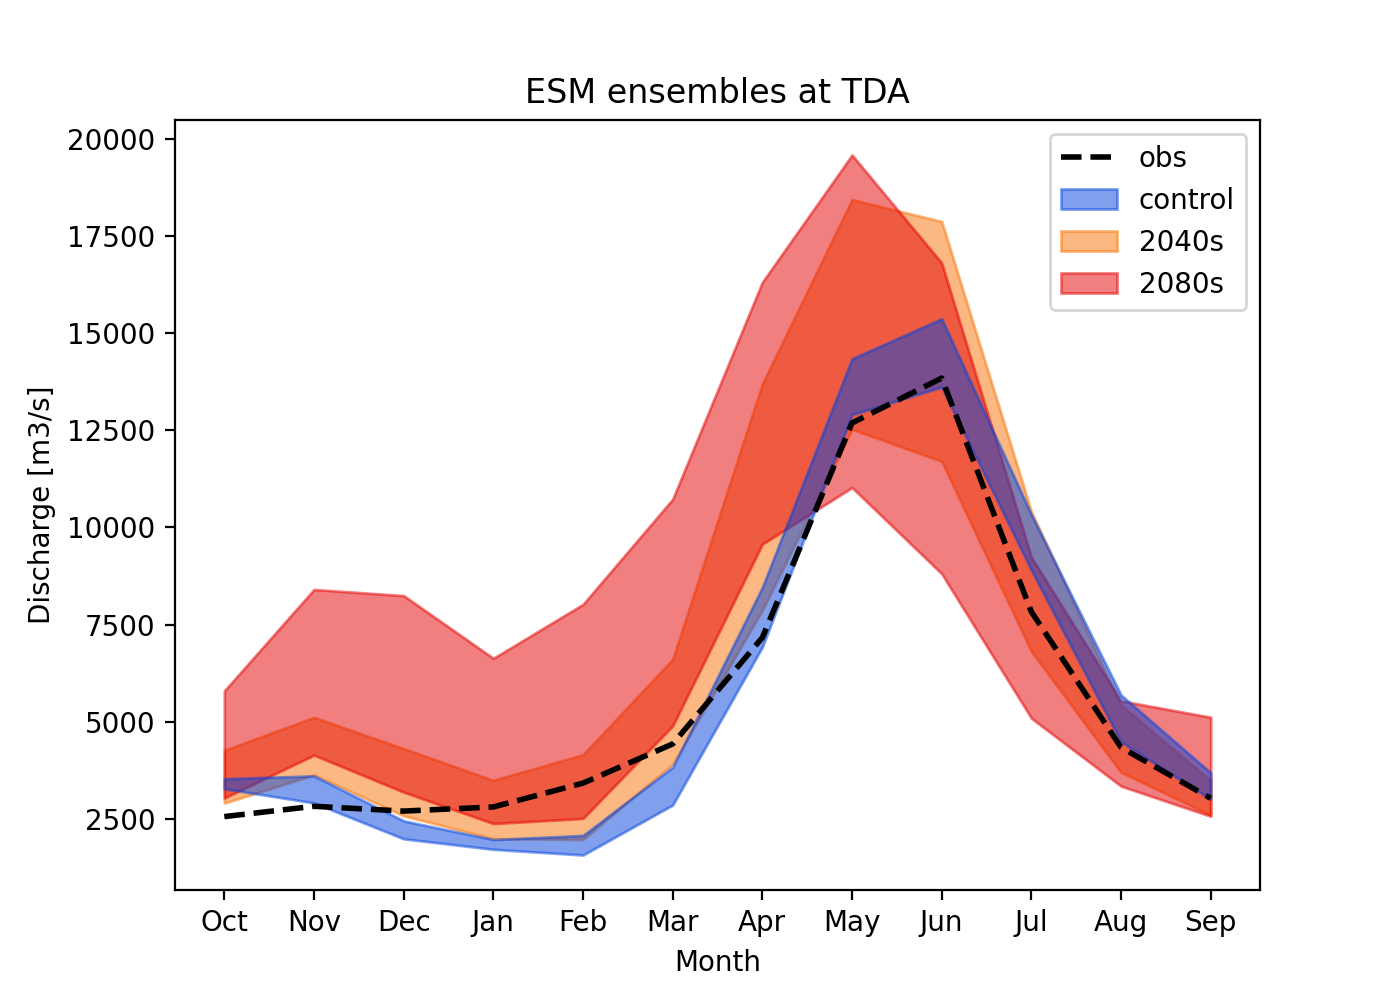 ESM ensembles at TDA
20000
17500
15000
12500
10000
7500
5000
2500
Discharge [m3/s]
obs
control
2040s
2080s
Oct Nov Dec Jan Feb Mar Apr May Jun Jul Aug Sep
Month